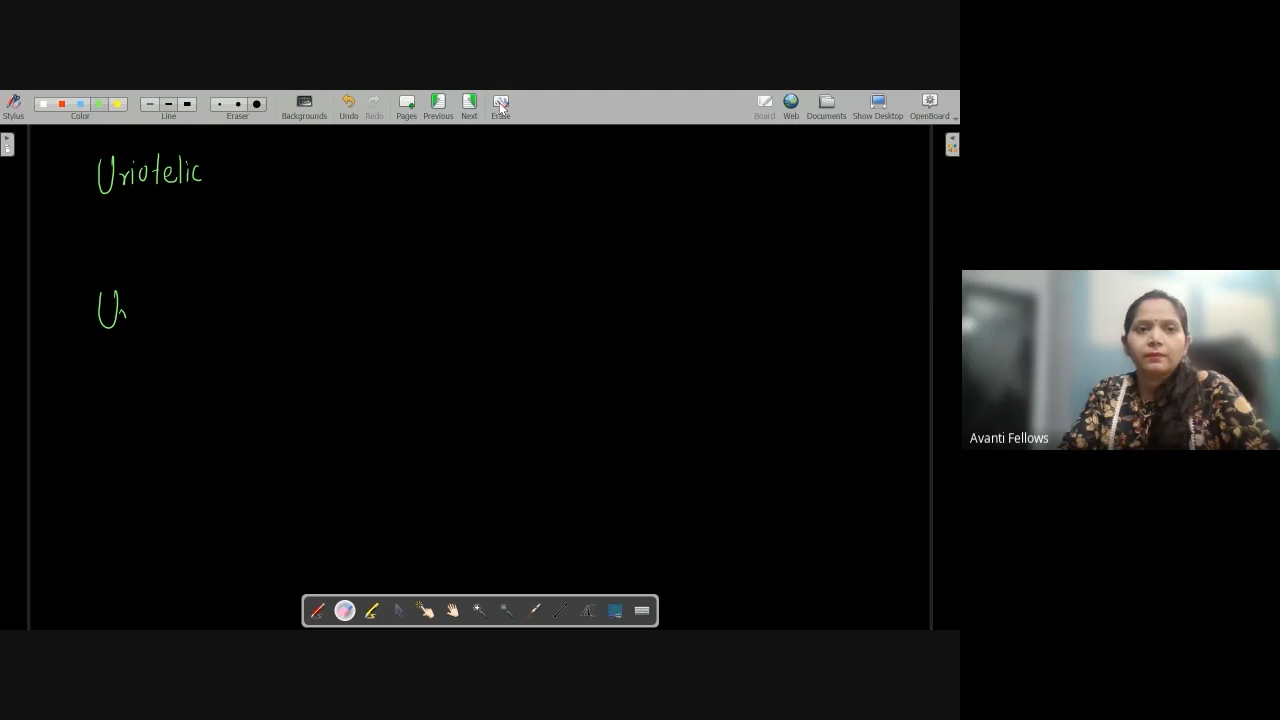 Stylus
Color
Line
Eraser
Backgrounds
Undo
Redo
Pages
Previous
Next
Erase
Board
Web
Documents
Show Desktop
OpenBoard
Uriotelic
Ur
Avanti Fellows